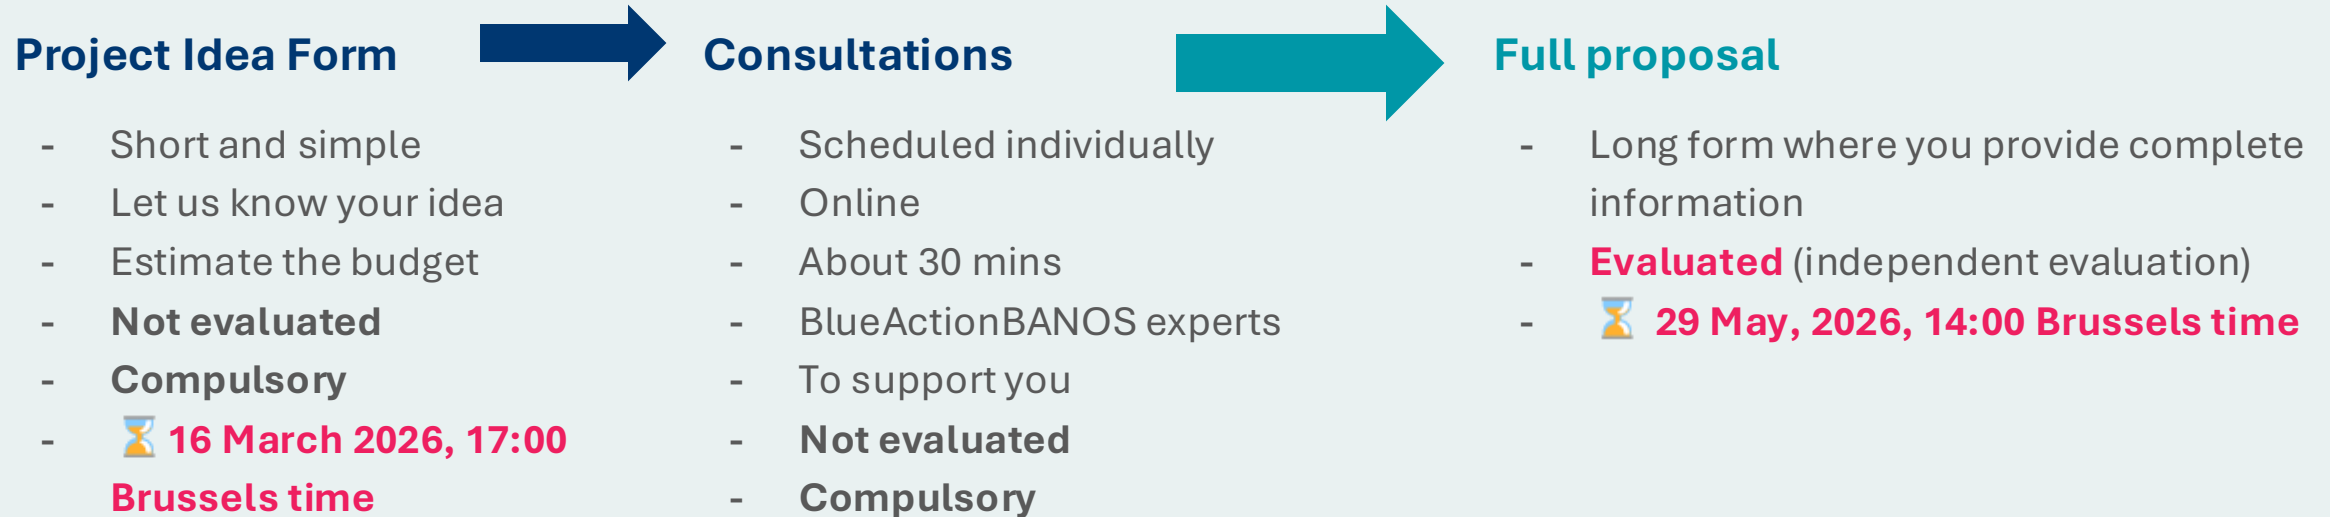 Project Idea Form
- Short and simple
- Let us know your idea
- Estimate the budget
- Not evaluated
- Compulsory
- ⏳ 16 March 2026, 17:00
Brussels time
Consultations
- Scheduled individually
- Online
- About 30 mins
- BlueActionBANOS experts
- To support you
- Not evaluated
- Compulsory
Full proposal
- Long form where you provide complete
information
- Evaluated (independent evaluation)
- ⏳ 29 May, 2026, 14:00 Brussels time